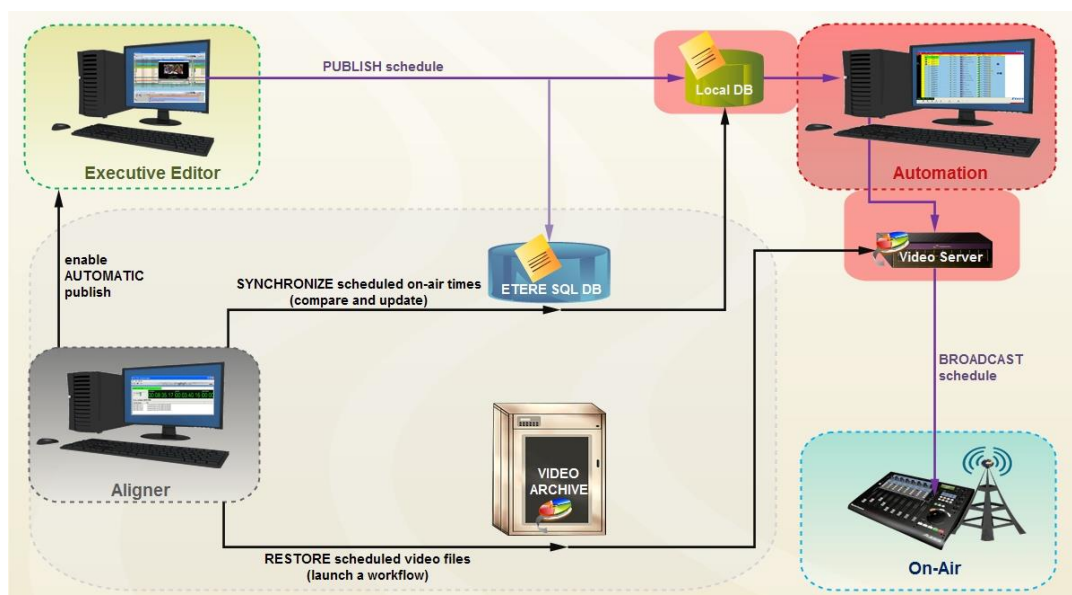 PUBLISH schedule
Local DB
Executive Editor
Automation
enable
AUTOMATIC
publish
Video Server
SYNCHRONIZE scheduled on-air times
(compare and update)
ETERE SQL DB
BROADCAST
schedule
VIDEO
ARCHIVE
Aligner
RESTORE scheduled video files
(launch a workflow)
On-Air